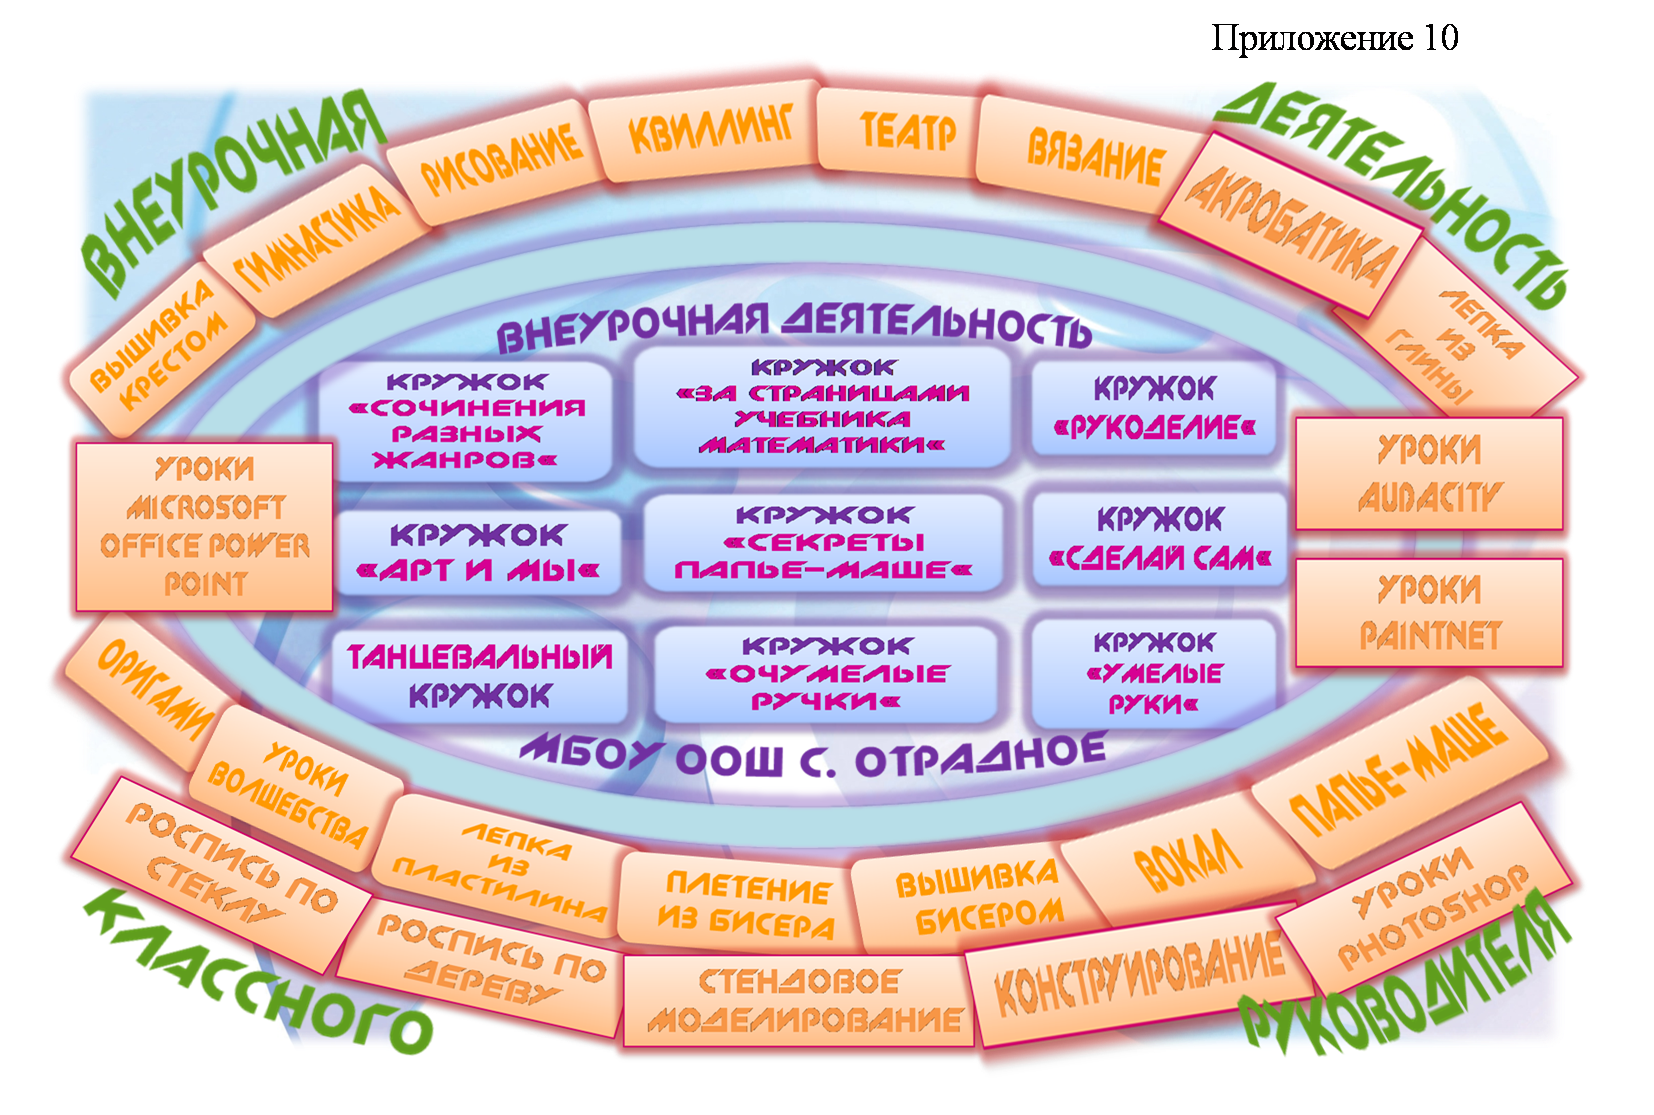 Приложение 10
ВНЕУРОЧНАЯ
ДЕЯТЕЛЬНОСТЬ
ВЫШИВКА
КРЕСТОМ
ГИМНАСТИКА
РИСОВАНИЕ
КВИЛЛИНГ
ТЕАТР
ВЯЗАНИЕ
АКРОБАТИКА
ЛЕПКА
ИЗ
ГЛИНЫ
ВНЕУРОЧНАЯ ДЕЯТЕЛЬНОСТЬ
КРУЖОК
«СОЧИНЕНИЯ
РАЗНЫХ
ЖАНРОВ«
КРУЖОК
«ЗА СТРАНИЦАМИ
УЧЕБНИКА
МАТЕМАТИКИ«
КРУЖОК
«РУКОДЕЛИЕ«
УРОКИ
MICROSOFT
OFFICE POWER
POINT
КРУЖОК
«АРТ И МЫ«
КРУЖОК
«СЕКРЕТЫ
ПАПЬЕ-МАШЕ«
КРУЖОК
«СДЕЛАЙ САМ«
УРОКИ
AUDACITY
УРОКИ
PAINTNET
ТАНЦЕВАЛЬНЫЙ
КРУЖОК
КРУЖОК
«ОЧУМЕЛЫЕ
РУЧКИ«
КРУЖОК
«УМЕЛЫЕ
РУКИ«
МБОУ ООШ С. ОТРАДНОЕ
ОРИГАМИ
УРОКИ
ВОЛШЕБСТВА
ЛЕПКА
ИЗ
ПЛАСТИЛИНА
ПЛЕТЕНИЕ
ИЗ БИСЕРА
ВЫШИВКА
БИСЕРОМ
ВОКАЛ
ПАПЬЕ-МАШЕ
РОСПИСЬ ПО
СТЕКЛУ
РОСПИСЬ ПО
ДЕРЕВУ
СТЕНДОВОЕ
МОДЕЛИРОВАНИЕ
КОНСТРУИРОВАНИЕ
УРОКИ
PHOTOSHOP
КЛАССНОГО
РУКОВОДИТЕЛЯ